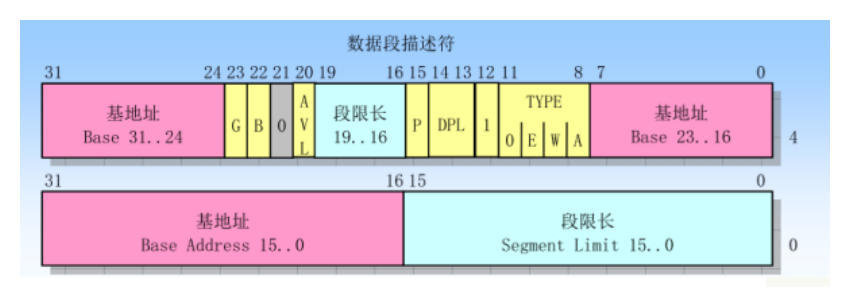 数据段描述符
31 24 23 22 21 20 19 16 15 14 13 12 11 8 7 0
基地址 A 段限长 TYPE 基地址
Base 31..24 G B 0 V 19..16 P DPL 1 Base 23..16 4
L 0 E W A
31 16 15 0
基地址 段限长
Base Address 15..0 Segment Limit 15..0 0